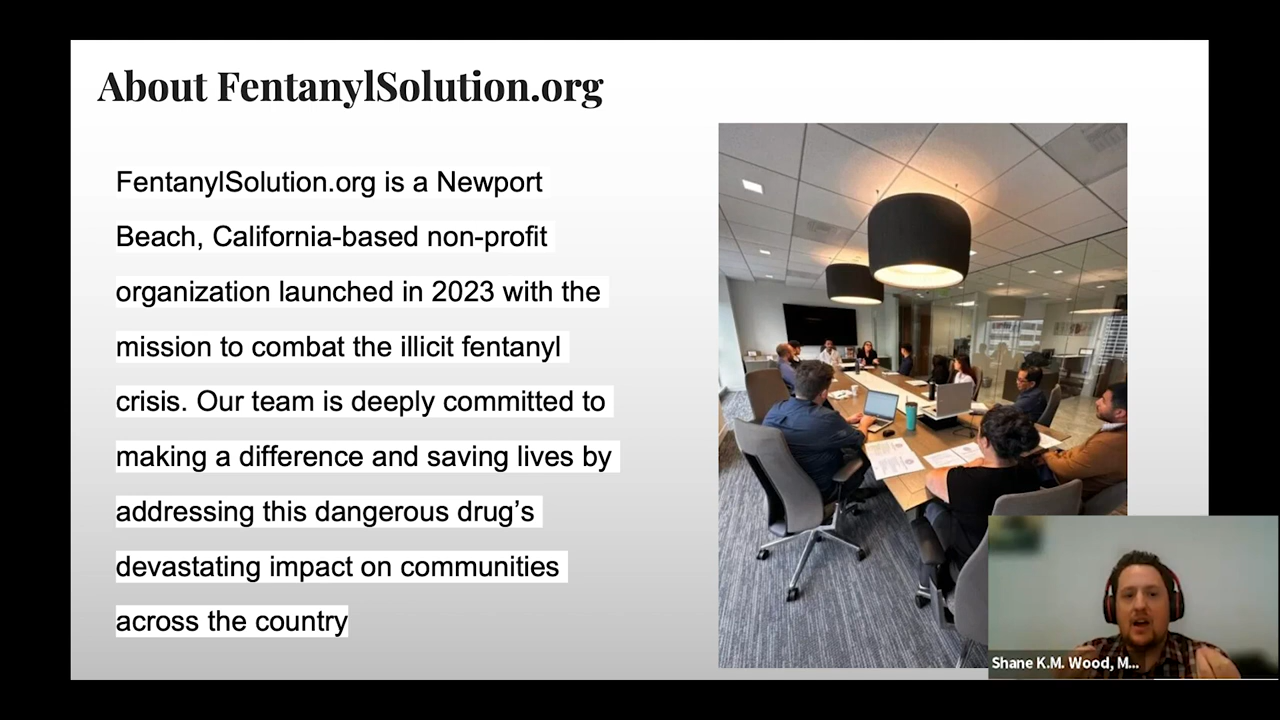 About FentanylSolution.org
FentanylSolution.org is a Newport
Beach, California-based non-profit
organization launched in 2023 with the
mission to combat the illicit fentanyl
crisis. Our team is deeply committed to
making a difference and saving lives by
addressing this dangerous drug’s
devastating impact on communities
across the country
Shane K.M. Wood, M...